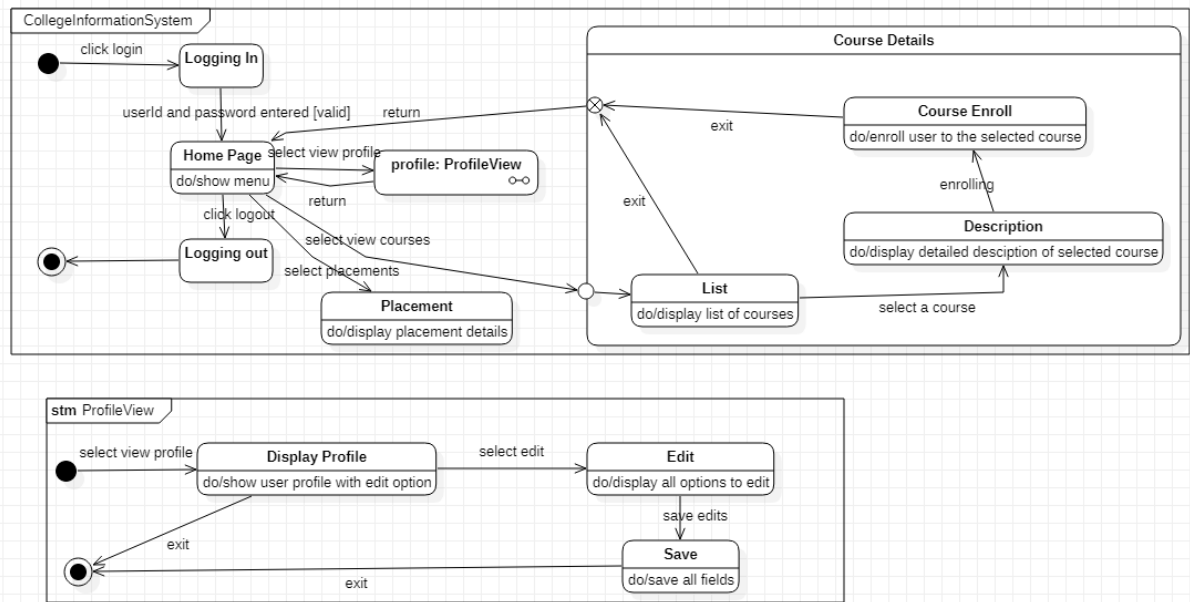 CollegeInformationSystem
click login
Logging In
Course Details
userId and password entered [valid]
return
exit
Course Enroll
do/enroll user to the selected course
Home Page
do/show menu
select view profile
profile: ProfileView
return
exit
enrolling
click logout
Logging out
select view courses
select placements
Description
do/display detailed desciption of selected course
Placement
do/display placement details
List
do/display list of courses
select a course
stm ProfileView
select view profile
Display Profile
do/show user profile with edit option
select edit
Edit
do/display all options to edit
save edits
exit
Save
do/save all fields
exit